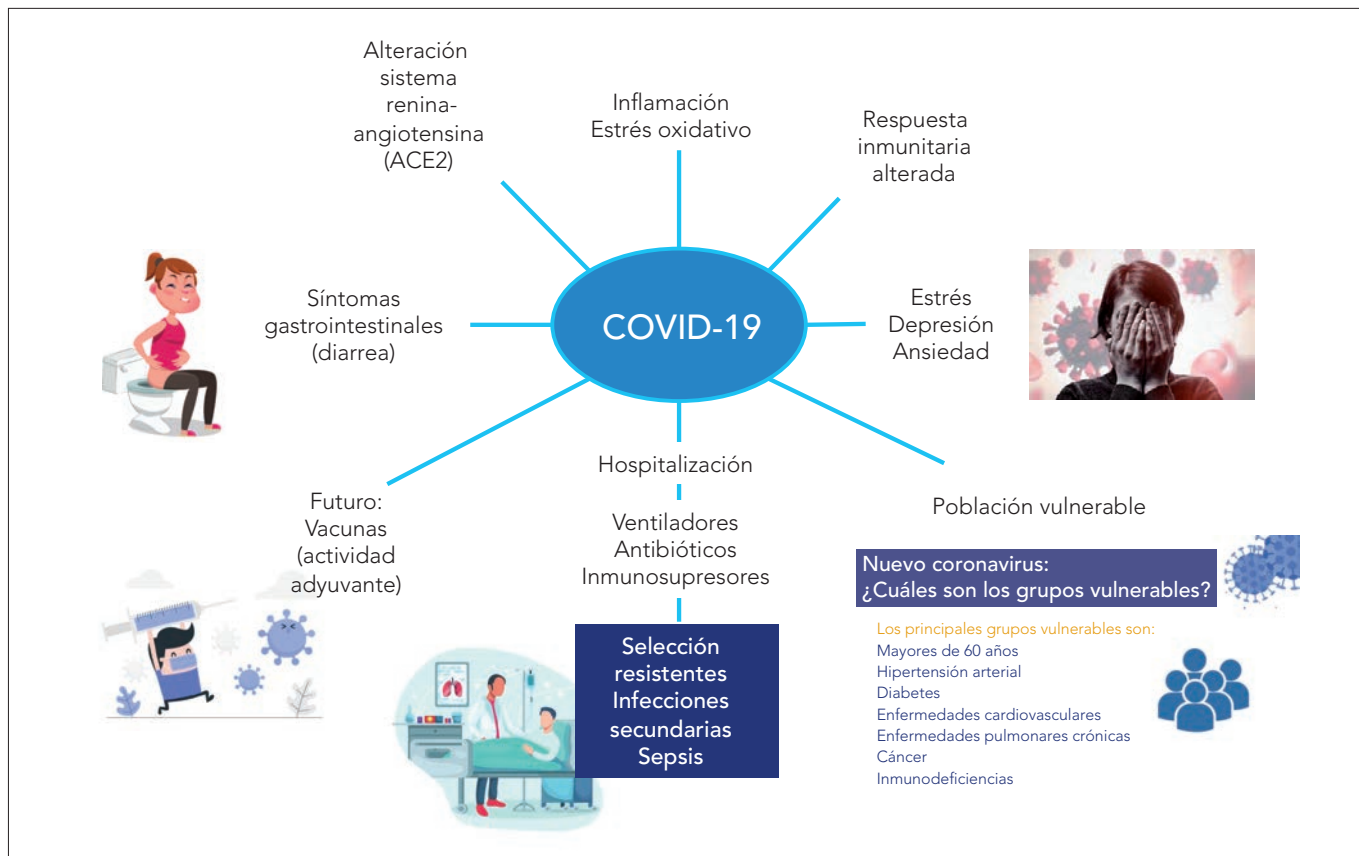 Alteración
sistema
renina-
angiotensina
(ACE2)
Inflamación
Estrés oxidativo
Respuesta
inmunitaria
alterada
Síntomas
gastrointestinales
(diarrea)
COVID-19
Estrés
Depresión
Ansiedad
Futuro:
Vacunas
(actividad
adyuvante)
Hospitalización
Ventiladores
Antibióticos
Inmunosupresores
Selección
resistentes
Infecciones
secundarias
Sepsis
Población vulnerable
Nuevo coronavirus:
¿Cuáles son los grupos vulnerables?
Los principales grupos vulnerables son:
Mayores de 60 años
Hipertensión arterial
Diabetes
Enfermedades cardiovasculares
Enfermedades pulmonares crónicas
Cáncer
Inmunodeficiencias